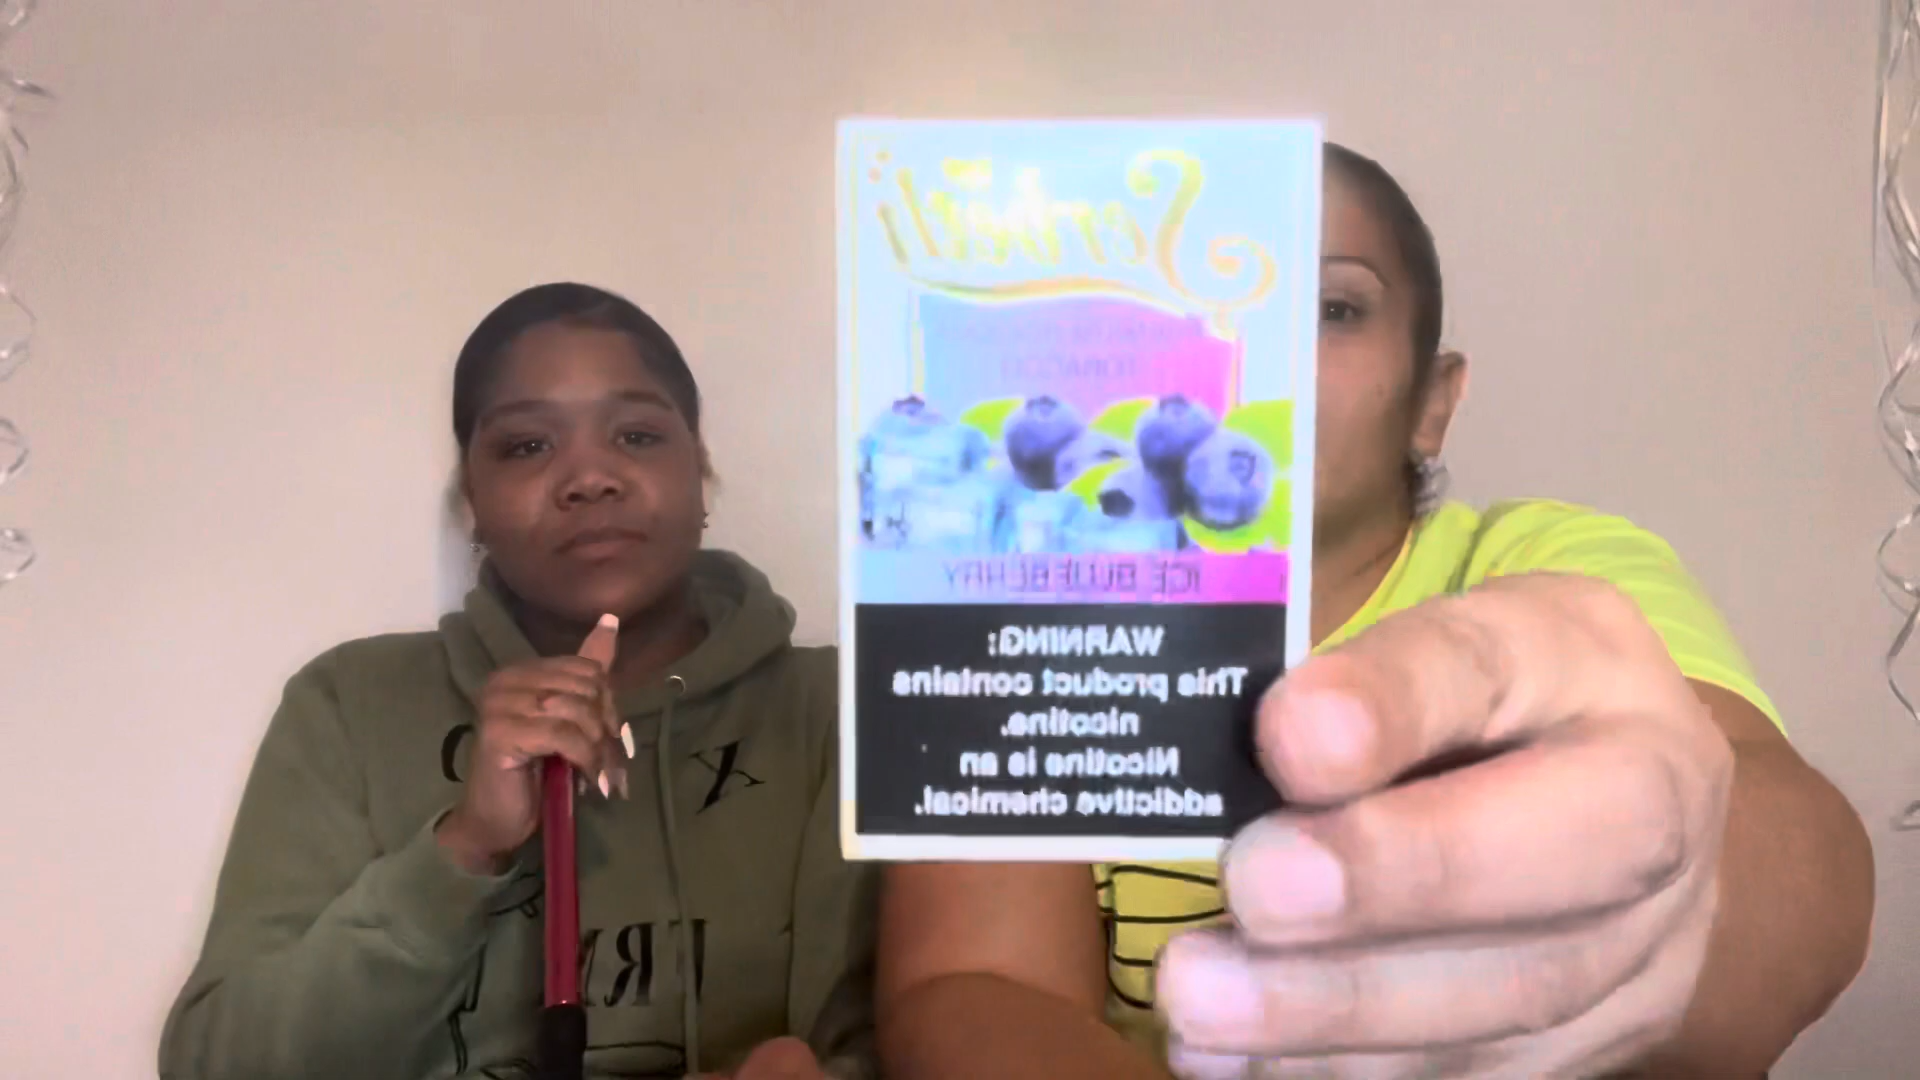 Serbetli
ICE BLUEBERRY
WARNING:
This product contains
nicotine.
Nicotine is an
addictive chemical.